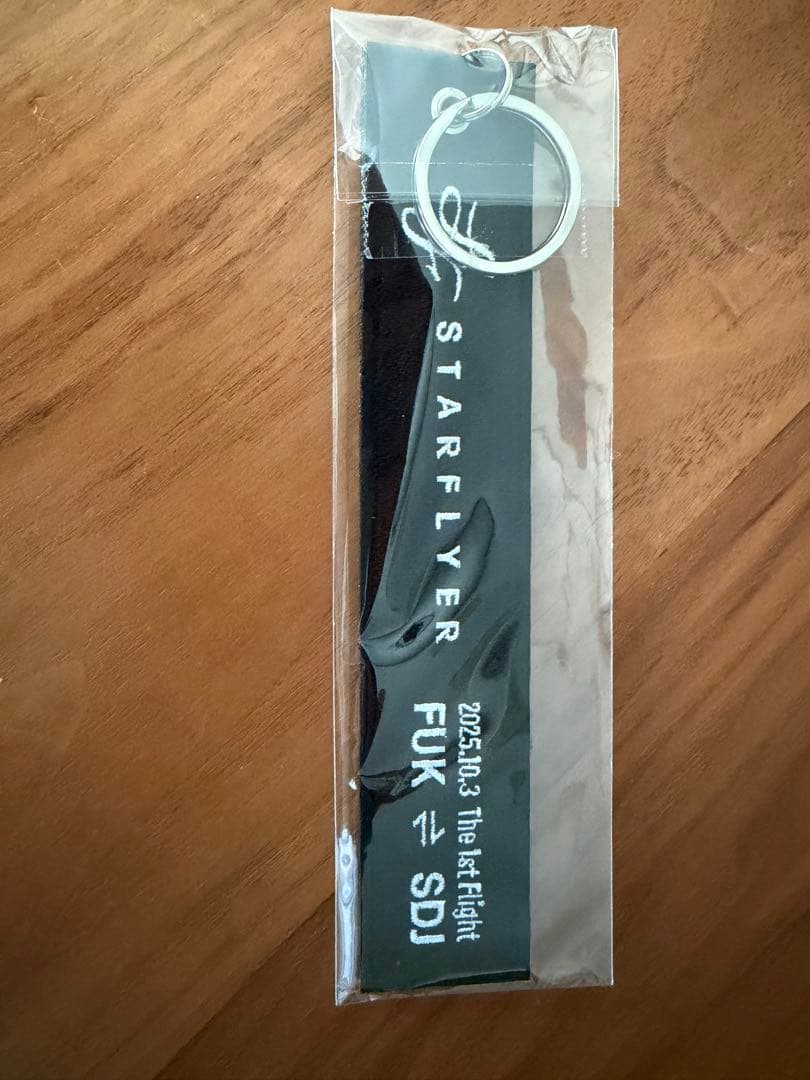 STARFLYER
2025.10.3 The 1st Flight
FUK ⇌ SDJ